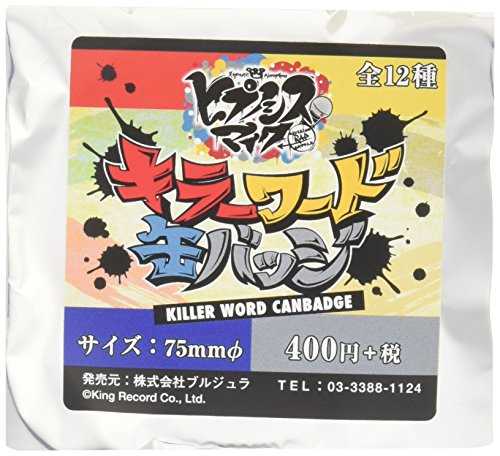 全12種
ヒプノシス
マイク
キラーワード
缶バッジ
KILLER WORD CANBADGE
サイズ：75mmφ
400円+税
発売元：株式会社ブルジュラ
TEL：03-3388-1124
©King Record Co., Ltd.